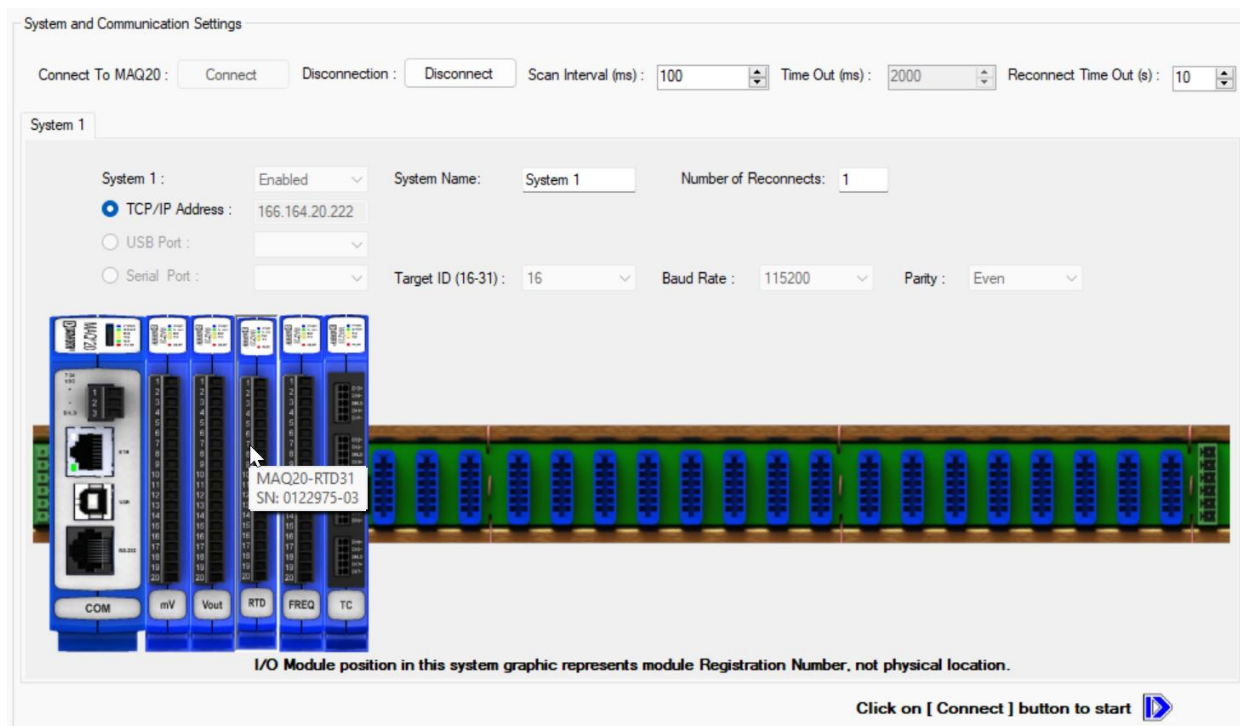 System and Communication Settings
Connect To MAQ20 : Connect Disconnection : Disconnect Scan Interval (ms) : 100 Time Out (ms) : 2000 Reconnect Time Out (s) : 10
System 1
System 1 : Enabled System Name: System 1 Number of Reconnects: 1
TCP/IP Address : 166.164.20.222
USB Port :
Serial Port : Target ID (16-31) : 16 Baud Rate : 115200 Parity : Even
MAQ20
MAQ20-RTD31
SN: 0122975-03
COM mV Vout RTD FREQ TC
I/O Module position in this system graphic represents module Registration Number, not physical location.
Click on [ Connect ] button to start